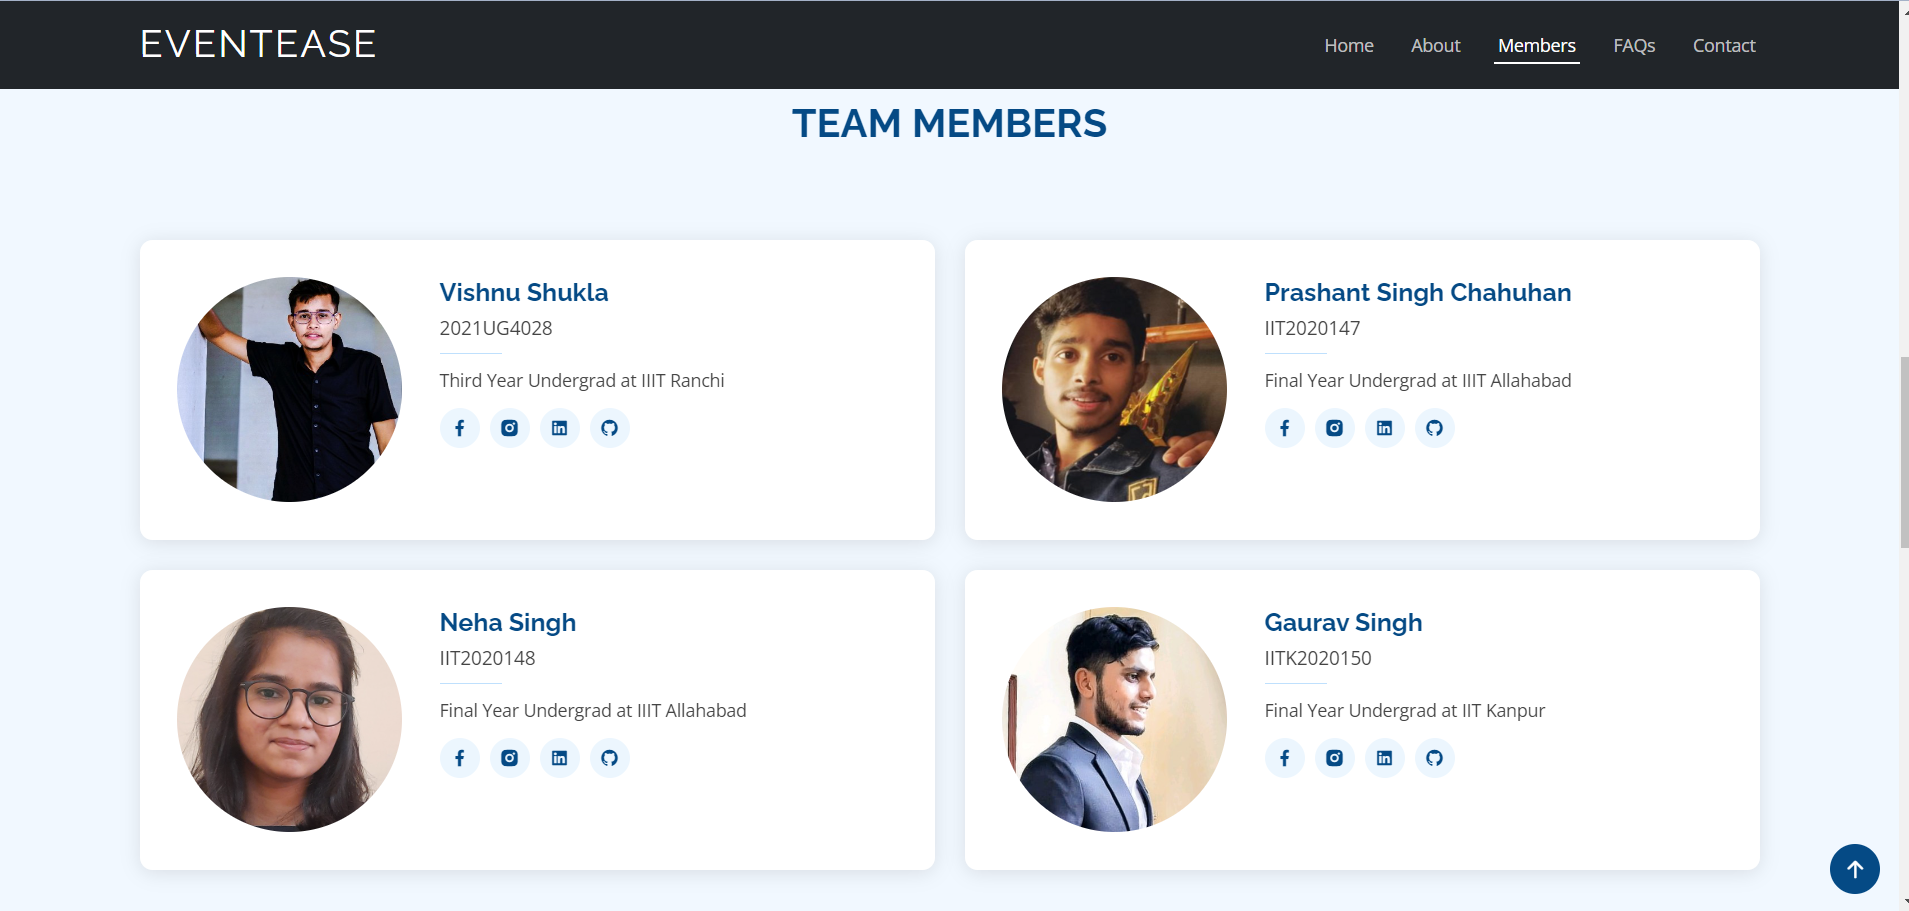 EVENTEASE
Home About Members FAQs Contact
TEAM MEMBERS
Vishnu Shukla
2021UG4028
Third Year Undergrad at IIIT Ranchi
Prashant Singh Chahuhan
IIT2020147
Final Year Undergrad at IIIT Allahabad
Neha Singh
IIT2020148
Final Year Undergrad at IIIT Allahabad
Gaurav Singh
IITK2020150
Final Year Undergrad at IIT Kanpur